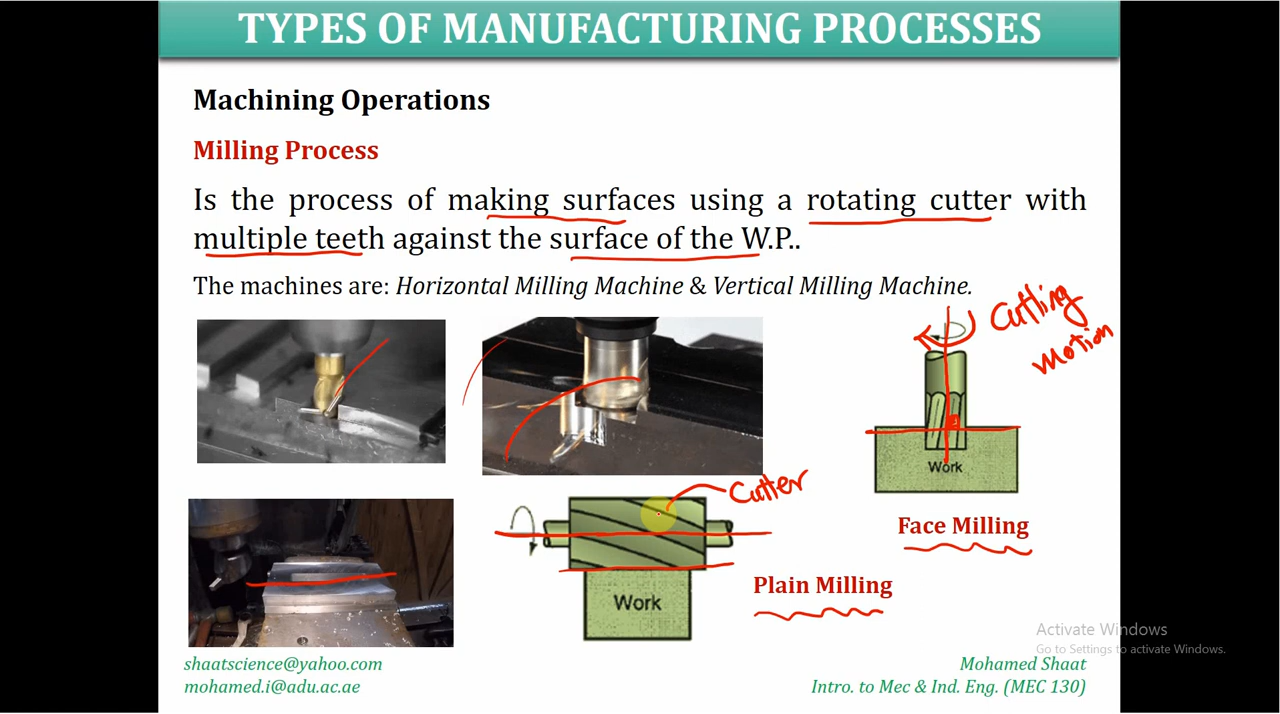 TYPES OF MANUFACTURING PROCESSES
Machining Operations
Milling Process
Is the process of making surfaces using a rotating cutter with
multiple teeth against the surface of the W.P..
The machines are: Horizontal Milling Machine & Vertical Milling Machine.
Cutting
Motion
Work
Face Milling
Cutter
Work
Plain Milling
Activate Windows
Go to Settings to activate Windows.
shaatscience@yahoo.com
mohamed.i@adu.ac.ae
Mohamed Shaat
Intro. to Mec & Ind. Eng. (MEC 130)